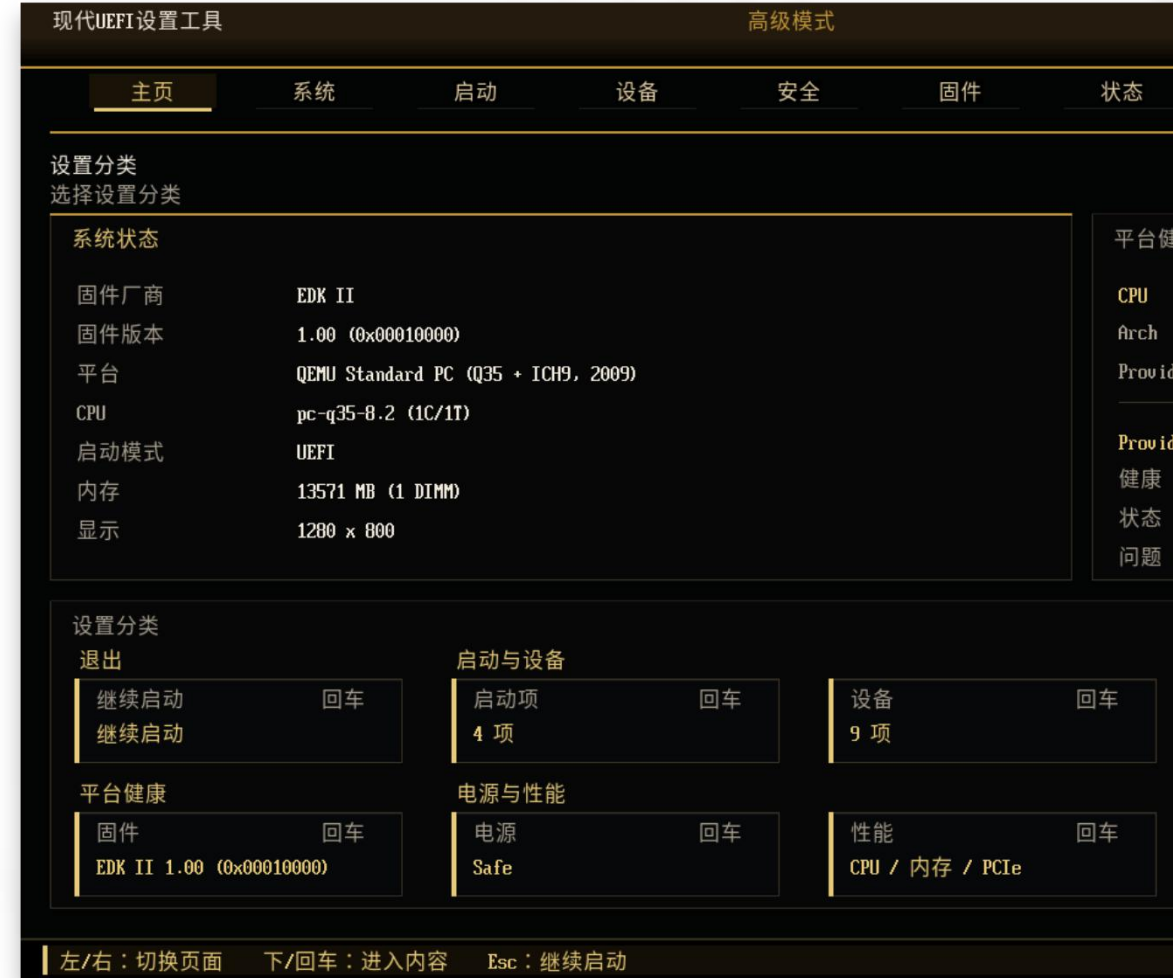 现代UEFI设置工具 高级模式
主页 系统 启动 设备 安全 固件 状态
设置分类
选择设置分类
系统状态
固件厂商 EDK II
固件版本 1.00 (0x00010000)
平台 QEMU Standard PC (Q35 + ICH9, 2009)
CPU pc-q35-8.2 (1C/1T)
启动模式 UEFI
内存 13571 MB (1 DIMM)
显示 1280 x 800
平台健
CPU
Arch
Provid
Provid
健康
状态
问题
设置分类
退出 启动与设备
继续启动 回车 启动项 回车 设备 回车
继续启动 4 项 9 项
平台健康 电源与性能
固件 回车 电源 回车 性能 回车
EDK II 1.00 (0x00010000) Safe CPU / 内存 / PCIe
左/右：切换页面 下/回车：进入内容 Esc：继续启动